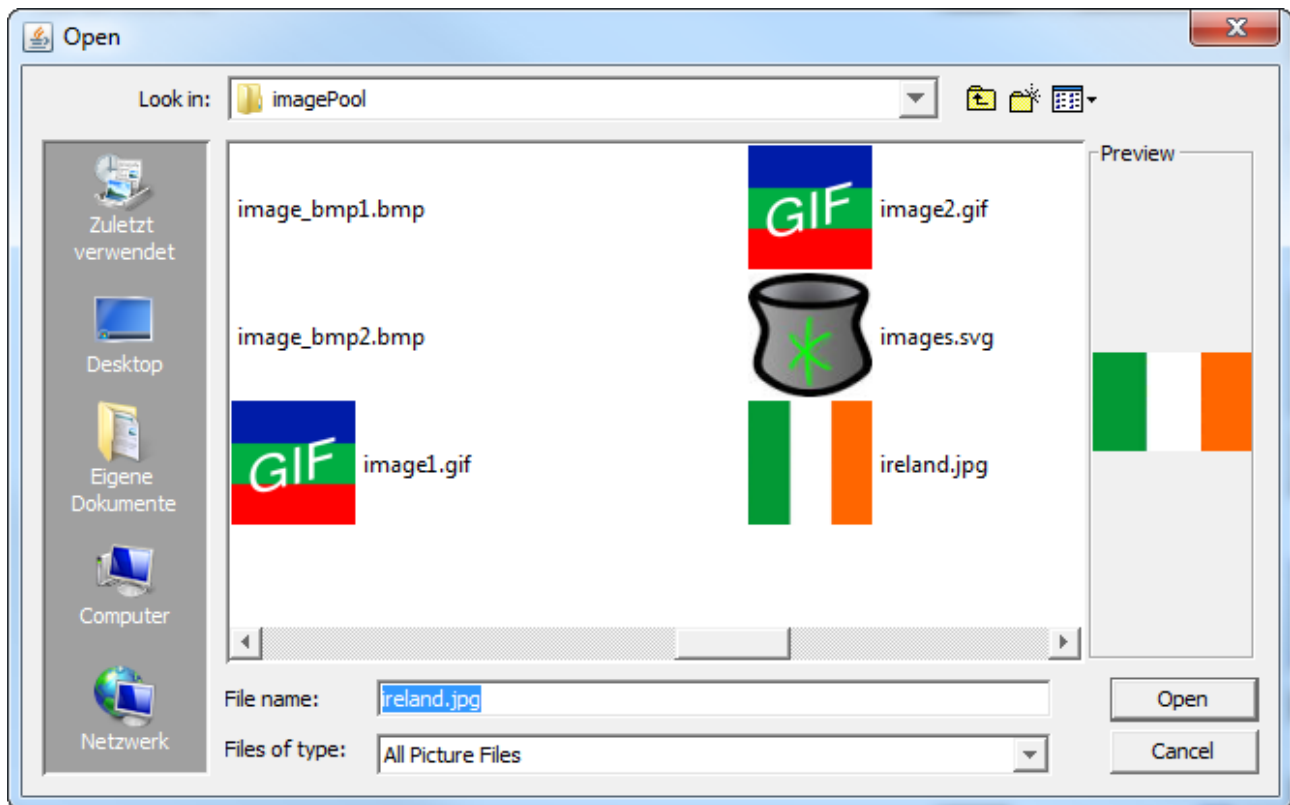 Open
Look in:
imagePool
Zuletzt
verwendet
Desktop
Eigene
Dokumente
Computer
Netzwerk
image_bmp1.bmp
image_bmp2.bmp
GIF
image1.gif
GIF
image2.gif
images.svg
ireland.jpg
Preview
File name:
ireland.jpg
Open
Files of type:
All Picture Files
Cancel